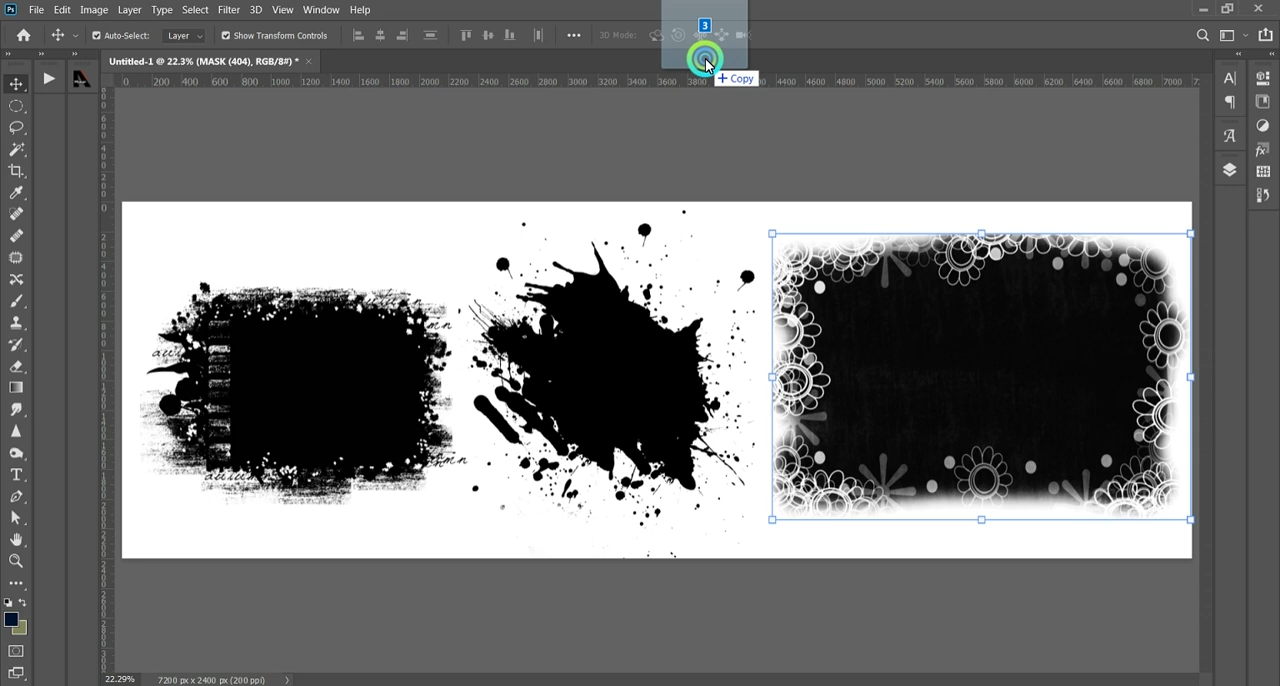 Ps File Edit Image Layer Type Select Filter 3D View Window Help
Auto-Select: Layer Show Transform Controls 3D Mode: 3
Untitled-1 @ 22.3% (MASK (404), RGB/8#) * ×
+ Copy
0 200 400 600 800 1000 1200 1400 1600 1800 2000 2200 2400 2600 2800 3000 3200 3400 3600 3800 4400 4600 4800 5000 5200 5400 5600 5800 6000 6200 6400 6600 6800 7000
22.29% 7200 px x 2400 px (200 ppi)